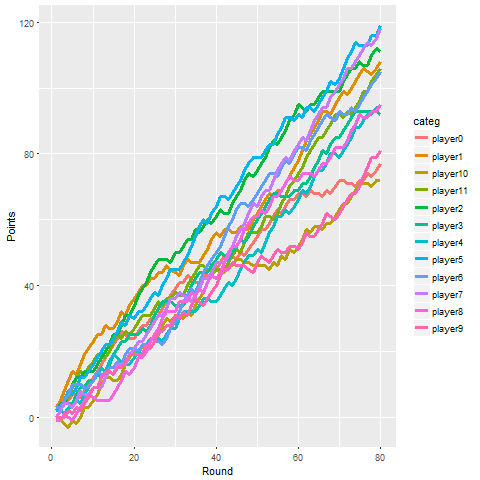 120
80
40
0
Points
0
20
40
60
80
Round
categ
player0
player1
player10
player11
player2
player3
player4
player5
player6
player7
player8
player9